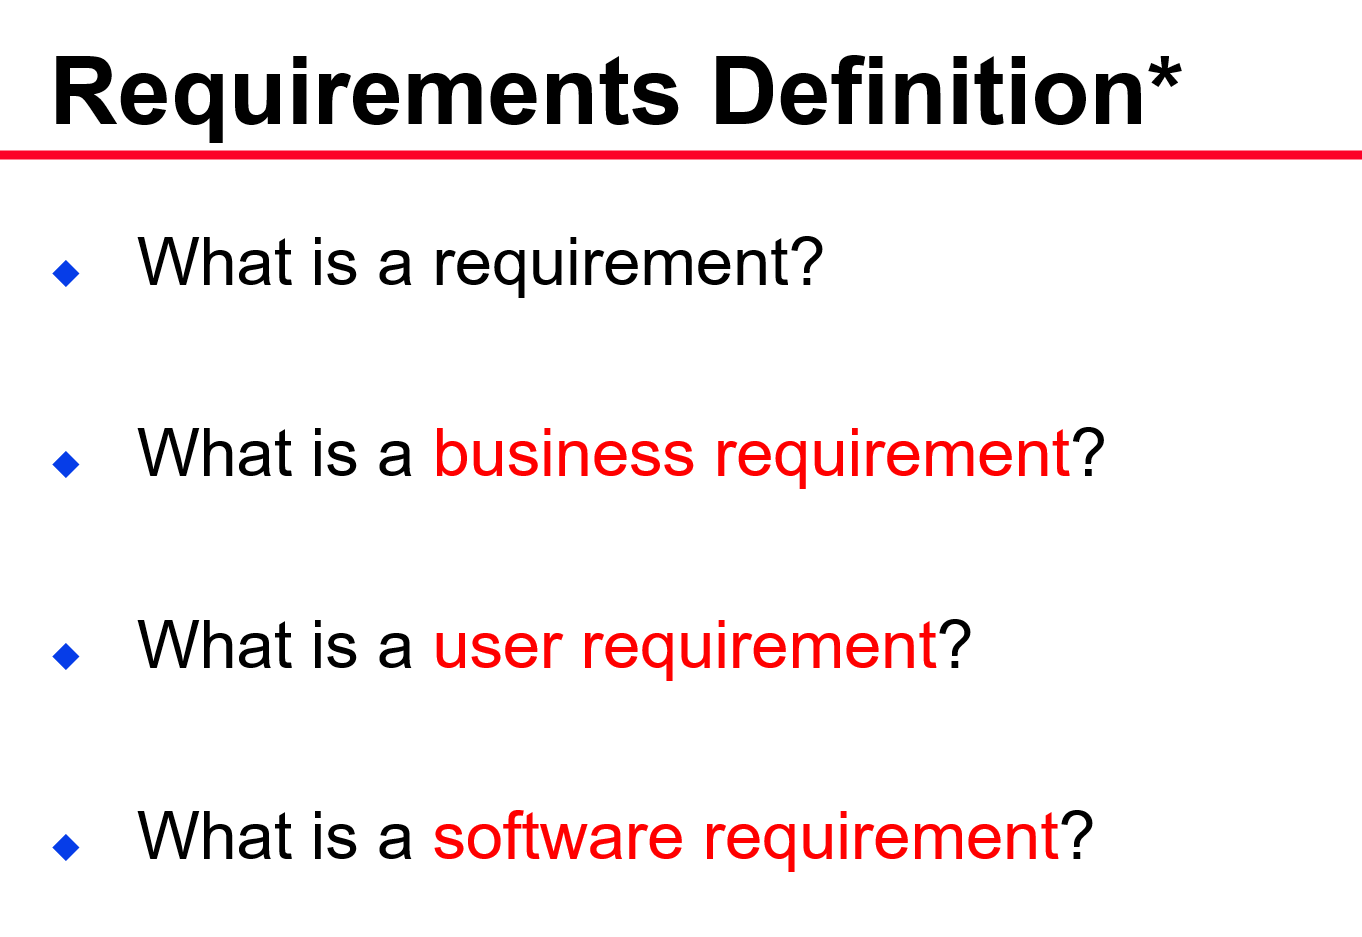 Requirements Definition*
What is a requirement?
What is a business requirement?
What is a user requirement?
What is a software requirement?